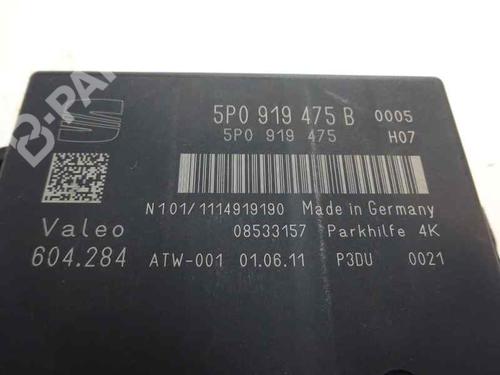 5P0 919 475 B 0005
5P0 919 475 H07
N101/1114919190 Made in Germany
Valeo 08533157 Parkhilfe 4K
604.284 ATW-001 01.06.11 P3DU 0021
B-PARTS